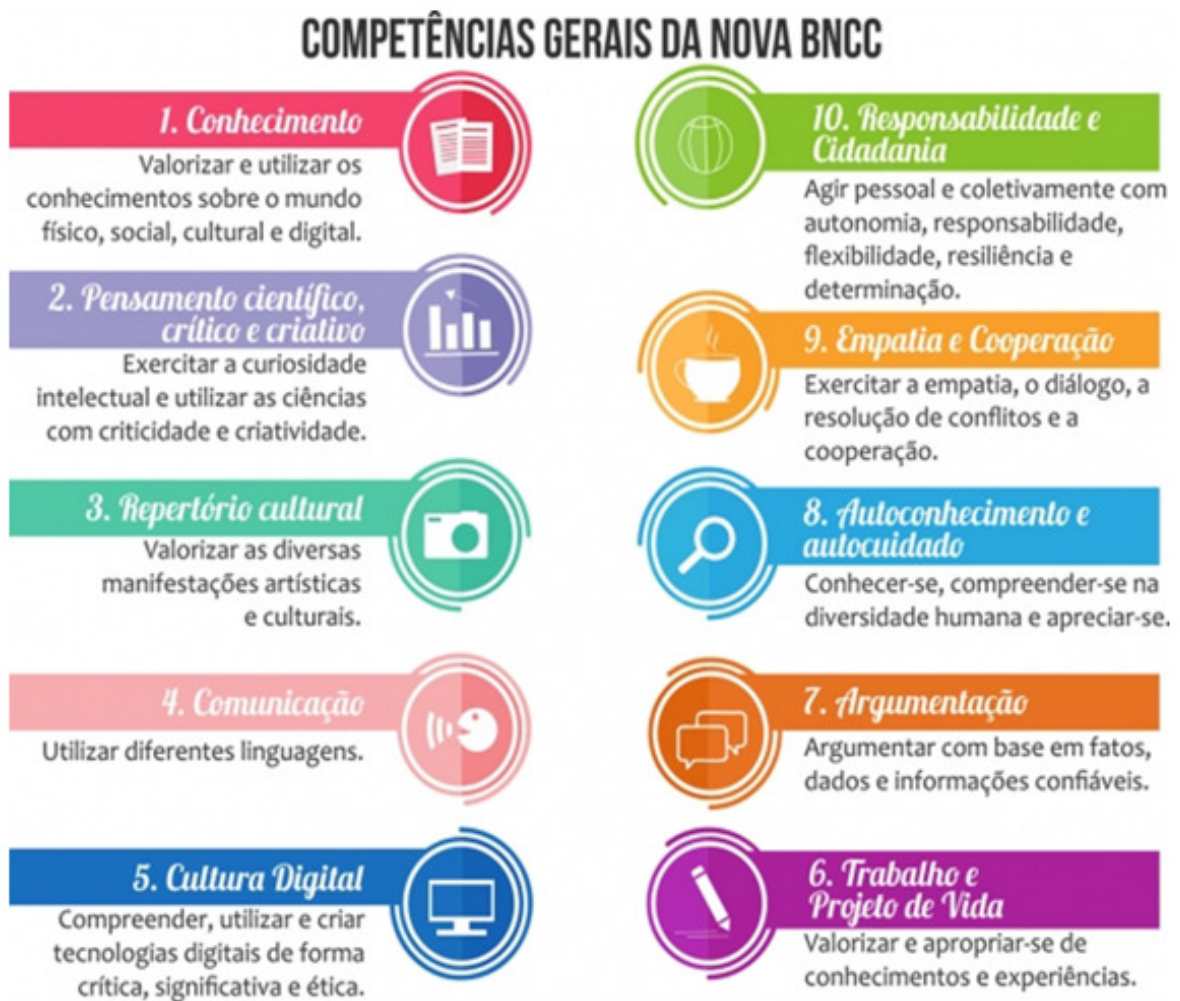 COMPETÊNCIAS GERAIS DA NOVA BNCC
1. Conhecimento
Valorizar e utilizar os
conhecimentos sobre o mundo
físico, social, cultural e digital.
2. Pensamento científico,
crítico e criativo
Exercitar a curiosidade
intelectual e utilizar as ciências
com criticidade e criatividade.
3. Repertório cultural
Valorizar as diversas
manifestações artísticas
e culturais.
4. Comunicação
Utilizar diferentes linguagens.
5. Cultura Digital
Compreender, utilizar e criar
tecnologias digitais de forma
crítica, significativa e ética.
10. Responsabilidade e
Cidadania
Agir pessoal e coletivamente com
autonomia, responsabilidade,
flexibilidade, resiliência e
determinação.
9. Empatia e Cooperação
Exercitar a empatia, o diálogo, a
resolução de conflitos e a
cooperação.
8. Autoconhecimento e
autocuidado
Conhecer-se, compreender-se na
diversidade humana e apreciar-se.
7. Argumentação
Argumentar com base em fatos,
dados e informações confiáveis.
6. Trabalho e
Projeto de Vida
Valorizar e apropriar-se de
conhecimentos e experiências.